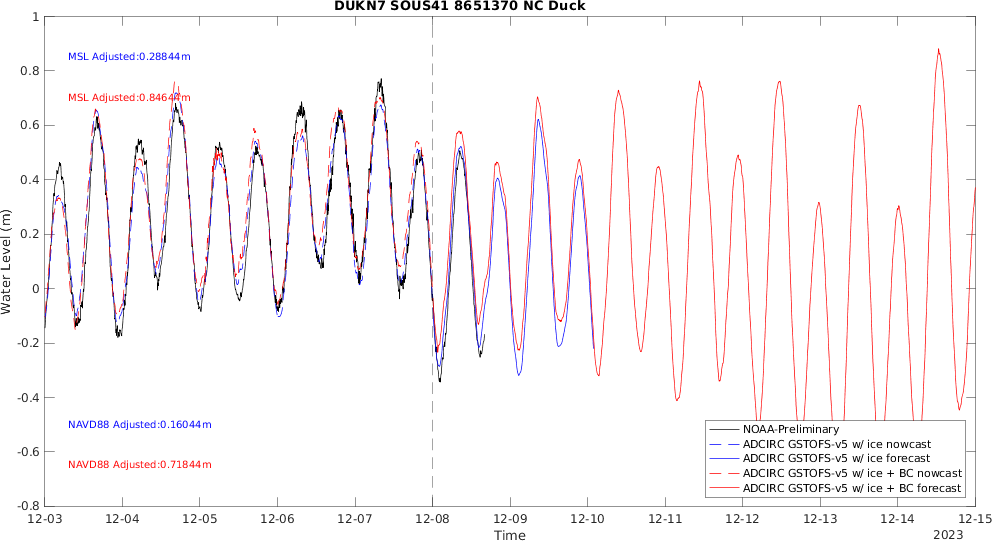 DUKN7 SOUS41 8651370 NC Duck
1
0.8
0.6
0.4
0.2
0
-0.2
-0.4
-0.6
-0.8
Water Level (m)
MSL Adjusted:0.28844m
MSL Adjusted:0.84644m
NAVD88 Adjusted:0.16044m
NAVD88 Adjusted:0.71844m
NOAA-Preliminary
ADCIRC GSTOFS-v5 w/ ice nowcast
ADCIRC GSTOFS-v5 w/ ice forecast
ADCIRC GSTOFS-v5 w/ ice + BC nowcast
ADCIRC GSTOFS-v5 w/ ice + BC forecast
12-03 12-04 12-05 12-06 12-07 12-08 12-09 12-10 12-11 12-12 12-13 12-14 12-15
Time
2023